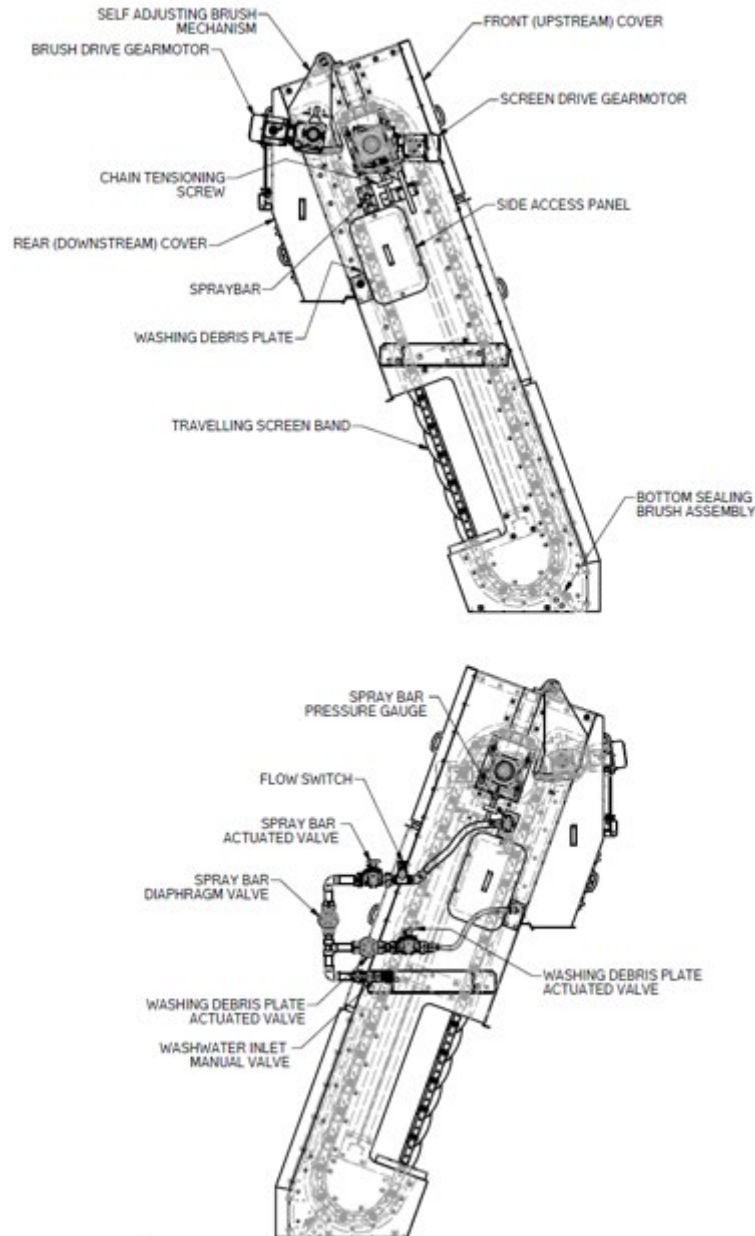 SELF ADJUSTING BRUSH
MECHANISM
BRUSH DRIVE GEARMOTOR
FRONT (UPSTREAM) COVER
SCREEN DRIVE GEARMOTOR
CHAIN TENSIONING
SCREW
SIDE ACCESS PANEL
REAR (DOWNSTREAM) COVER
SPRAYBAR
WASHING DEBRIS PLATE
TRAVELLING SCREEN BAND
BOTTOM SEALING
BRUSH ASSEMBLY
SPRAY BAR
PRESSURE GAUGE
FLOW SWITCH
SPRAY BAR
ACTUATED VALVE
SPRAY BAR
DIAPHRAGM VALVE
WASHING DEBRIS PLATE
ACTUATED VALVE
WASHING DEBRIS PLATE
ACTUATED VALVE
WASHWATER INLET
MANUAL VALVE